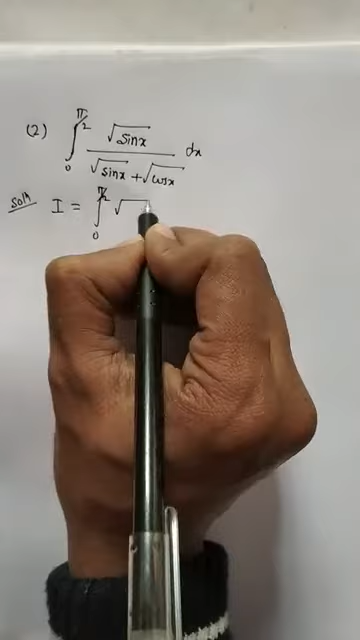 (2) ∫₀^{π/2} √sinx / (√sinx + √cosx) dx
Solⁿ I = ∫₀^{π/2} √